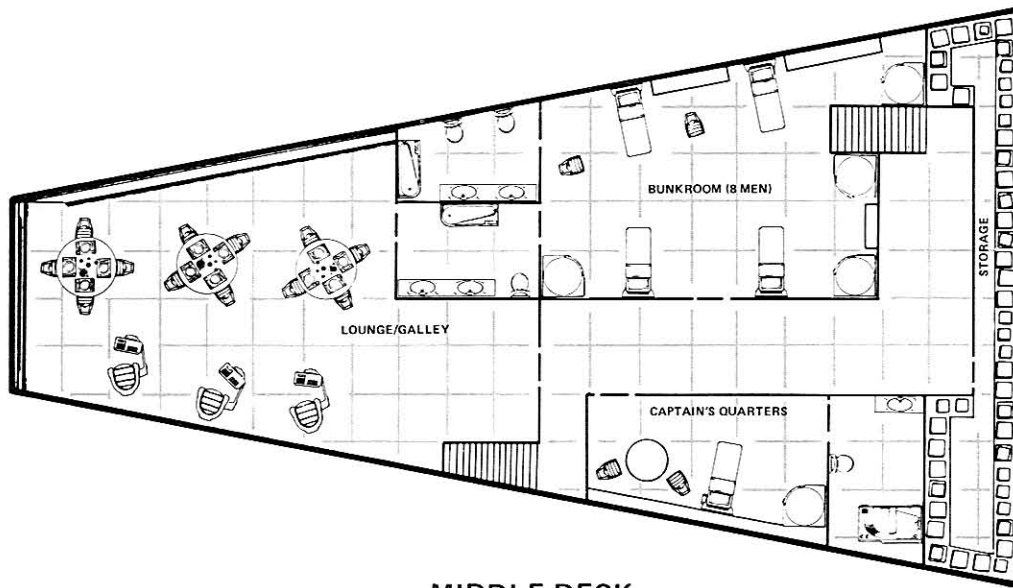 BUNKROOM (8 MEN)
STORAGE
LOUNGE/GALLEY
CAPTAIN'S QUARTERS
MIDDLE DECK